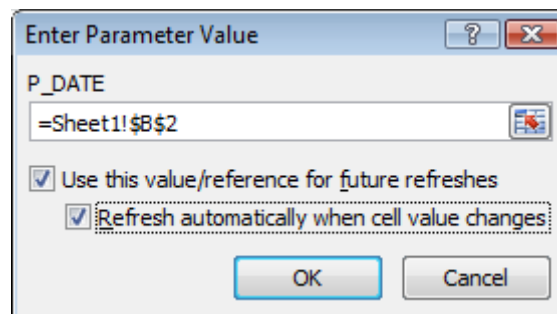 Enter Parameter Value
P_DATE
=Sheet1!$B$2
Use this value/reference for future refreshes
Refresh automatically when cell value changes
OK Cancel